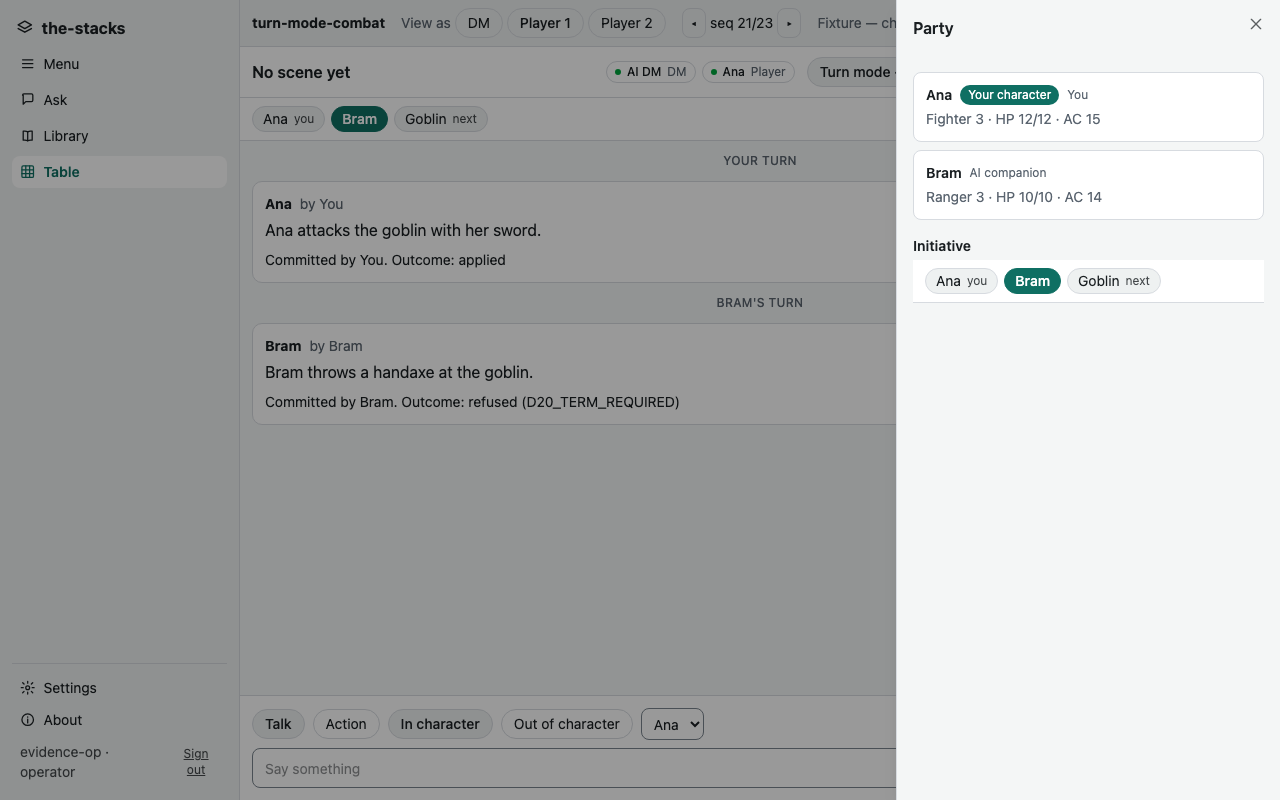 the-stacks
Menu
Ask
Library
Table
Settings
About
evidence-op ·
operator
Sign
out
turn-mode-combat View as DM Player 1 Player 2 seq 21/23 Fixture — ch
No scene yet AI DM DM Ana Player Turn mode
Ana you Bram Goblin next
YOUR TURN
Ana by You
Ana attacks the goblin with her sword.
Committed by You. Outcome: applied
BRAM'S TURN
Bram by Bram
Bram throws a handaxe at the goblin.
Committed by Bram. Outcome: refused (D20_TERM_REQUIRED)
Talk Action In character Out of character Ana
Say something
Party
Ana Your character You
Fighter 3 · HP 12/12 · AC 15
Bram AI companion
Ranger 3 · HP 10/10 · AC 14
Initiative
Ana you Bram Goblin next